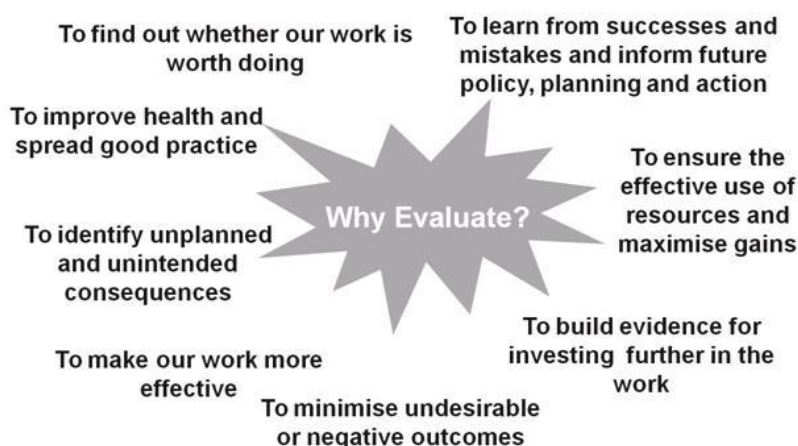 To find out whether our work is
worth doing
To learn from successes and
mistakes and inform future
policy, planning and action
To improve health and
spread good practice
To ensure the
effective use of
resources and
maximise gains
Why Evaluate?
To identify unplanned
and unintended
consequences
To build evidence for
investing further in the
work
To make our work more
effective
To minimise undesirable
or negative outcomes